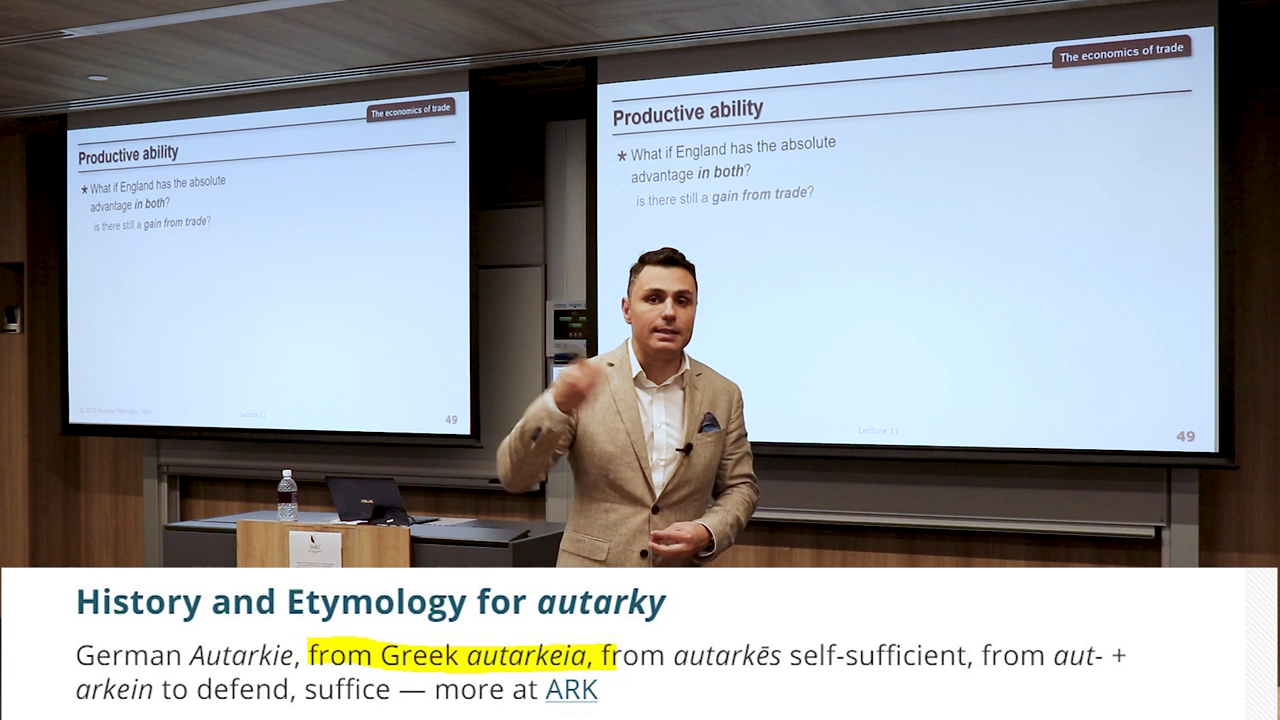 The economics of trade
Productive ability
★ What if England has the absolute
advantage in both?
is there still a gain from trade?
Lecture 11
49
The economics of trade
Productive ability
★ What if England has the absolute
advantage in both?
is there still a gain from trade?
Lecture 11
49
ASUS
History and Etymology for autarky
German Autarkie, from Greek autarkeia, from autarkēs self-sufficient, from aut- +
arkein to defend, suffice — more at ARK